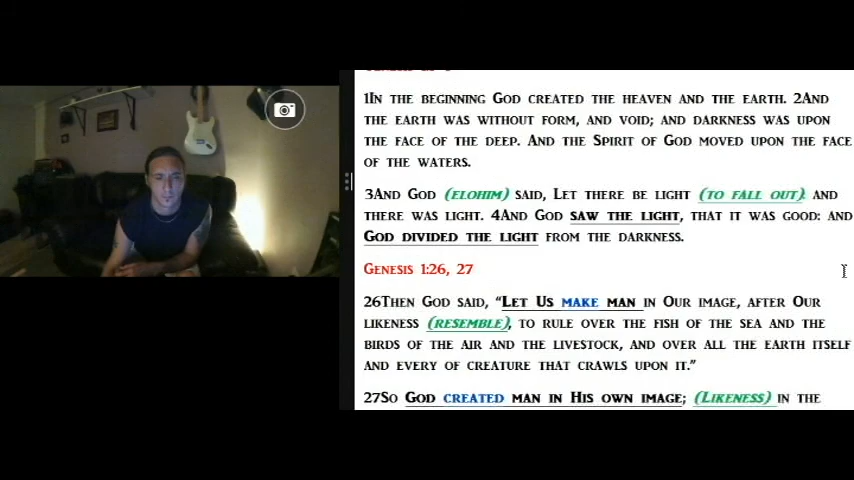 1In the beginning God created the heaven and the earth. 2And
the earth was without form, and void; and darkness was upon
the face of the deep. And the Spirit of God moved upon the face
of the waters.
3And God (elohim) said, Let there be light (to fall out): and
there was light. 4And God saw the light, that it was good: and
God divided the light from the darkness.
Genesis 1:26, 27
26Then God said, “Let Us make man in Our image, after Our
likeness (resemble), to rule over the fish of the sea and the
birds of the air and the livestock, and over all the earth itself
and every of creature that crawls upon it.”
27So God created man in His own image; (Likeness) in the